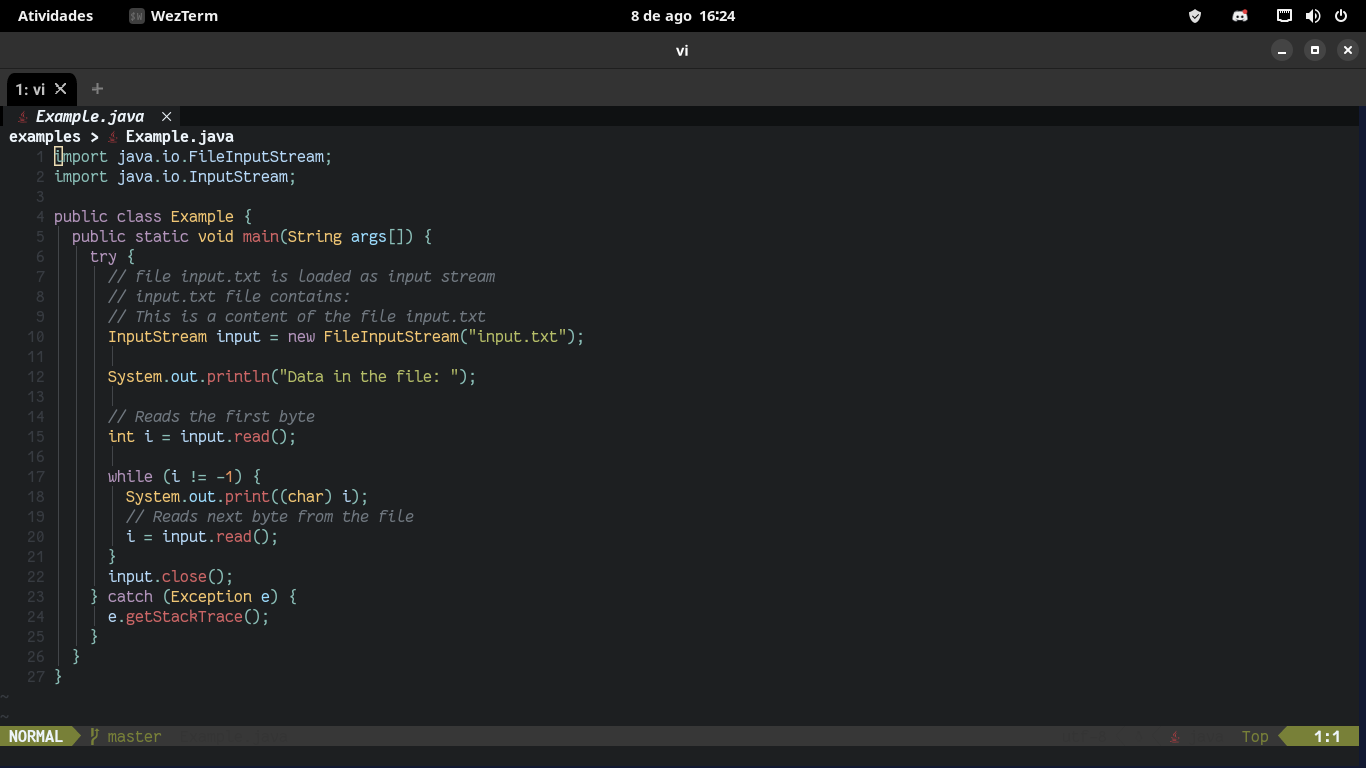 Atividades WezTerm 8 de ago 16:24
vi
1: vi
Example.java
examples > Example.java
1 import java.io.FileInputStream;
2 import java.io.InputStream;
3
4 public class Example {
5 public static void main(String args[]) {
6 try {
7 // file input.txt is loaded as input stream
8 // input.txt file contains:
9 // This is a content of the file input.txt
10 InputStream input = new FileInputStream("input.txt");
11
12 System.out.println("Data in the file: ");
13
14 // Reads the first byte
15 int i = input.read();
16
17 while (i != -1) {
18 System.out.print((char) i);
19 // Reads next byte from the file
20 i = input.read();
21 }
22 input.close();
23 } catch (Exception e) {
24 e.getStackTrace();
25 }
26 }
27 }
~
~
NORMAL master Top 1:1